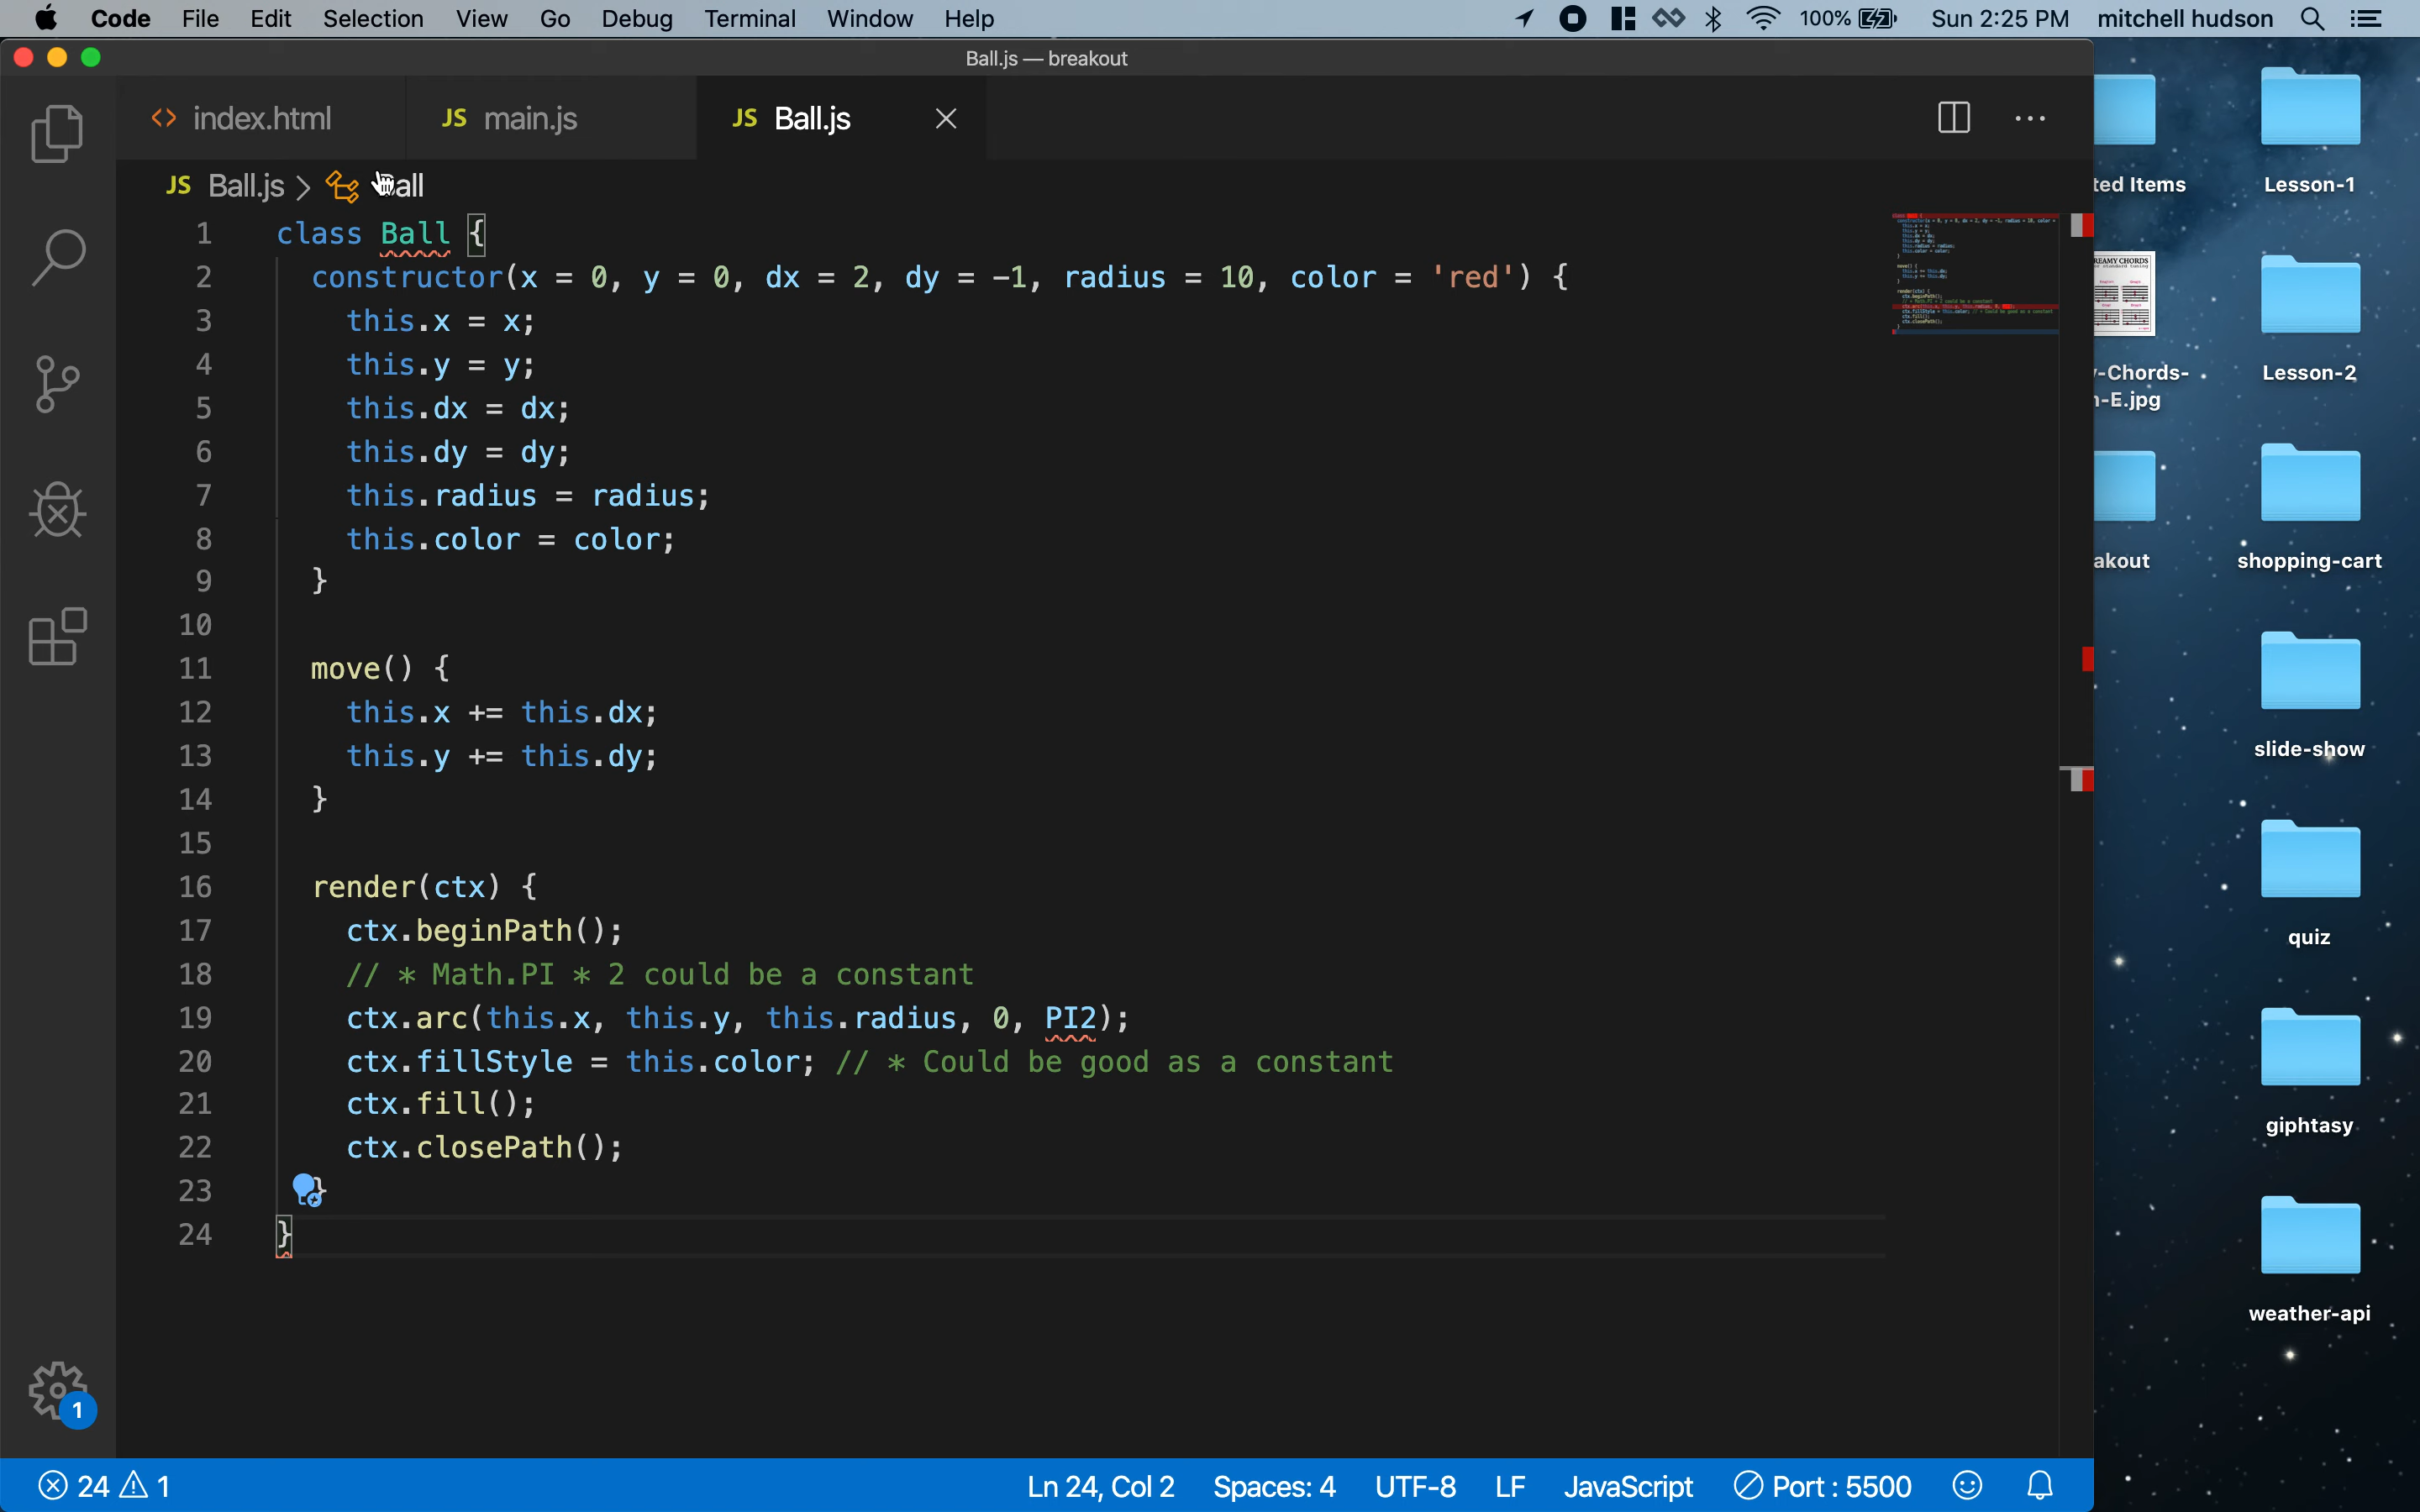 Code File Edit Selection View Go Debug Terminal Window Help 100% Sun 2:25 PM mitchell hudson
Ball.js — breakout
<> index.html JS main.js JS Ball.js
JS Ball.js > all
1 class Ball {
2 constructor(x = 0, y = 0, dx = 2, dy = -1, radius = 10, color = 'red') {
3 this.x = x;
4 this.y = y;
5 this.dx = dx;
6 this.dy = dy;
7 this.radius = radius;
8 this.color = color;
9 }
10
11 move() {
12 this.x += this.dx;
13 this.y += this.dy;
14 }
15
16 render(ctx) {
17 ctx.beginPath();
18 // * Math.PI * 2 could be a constant
19 ctx.arc(this.x, this.y, this.radius, 0, PI2);
20 ctx.fillStyle = this.color; // * Could be good as a constant
21 ctx.fill();
22 ctx.closePath();
23 }
24 }
1
24 1 Ln 24, Col 2 Spaces: 4 UTF-8 LF JavaScript Port : 5500
ted Items
Lesson-1
REAMY CHORDS
-Chords-
-E.jpg
Lesson-2
akout
shopping-cart
slide-show
quiz
giphtasy
weather-api